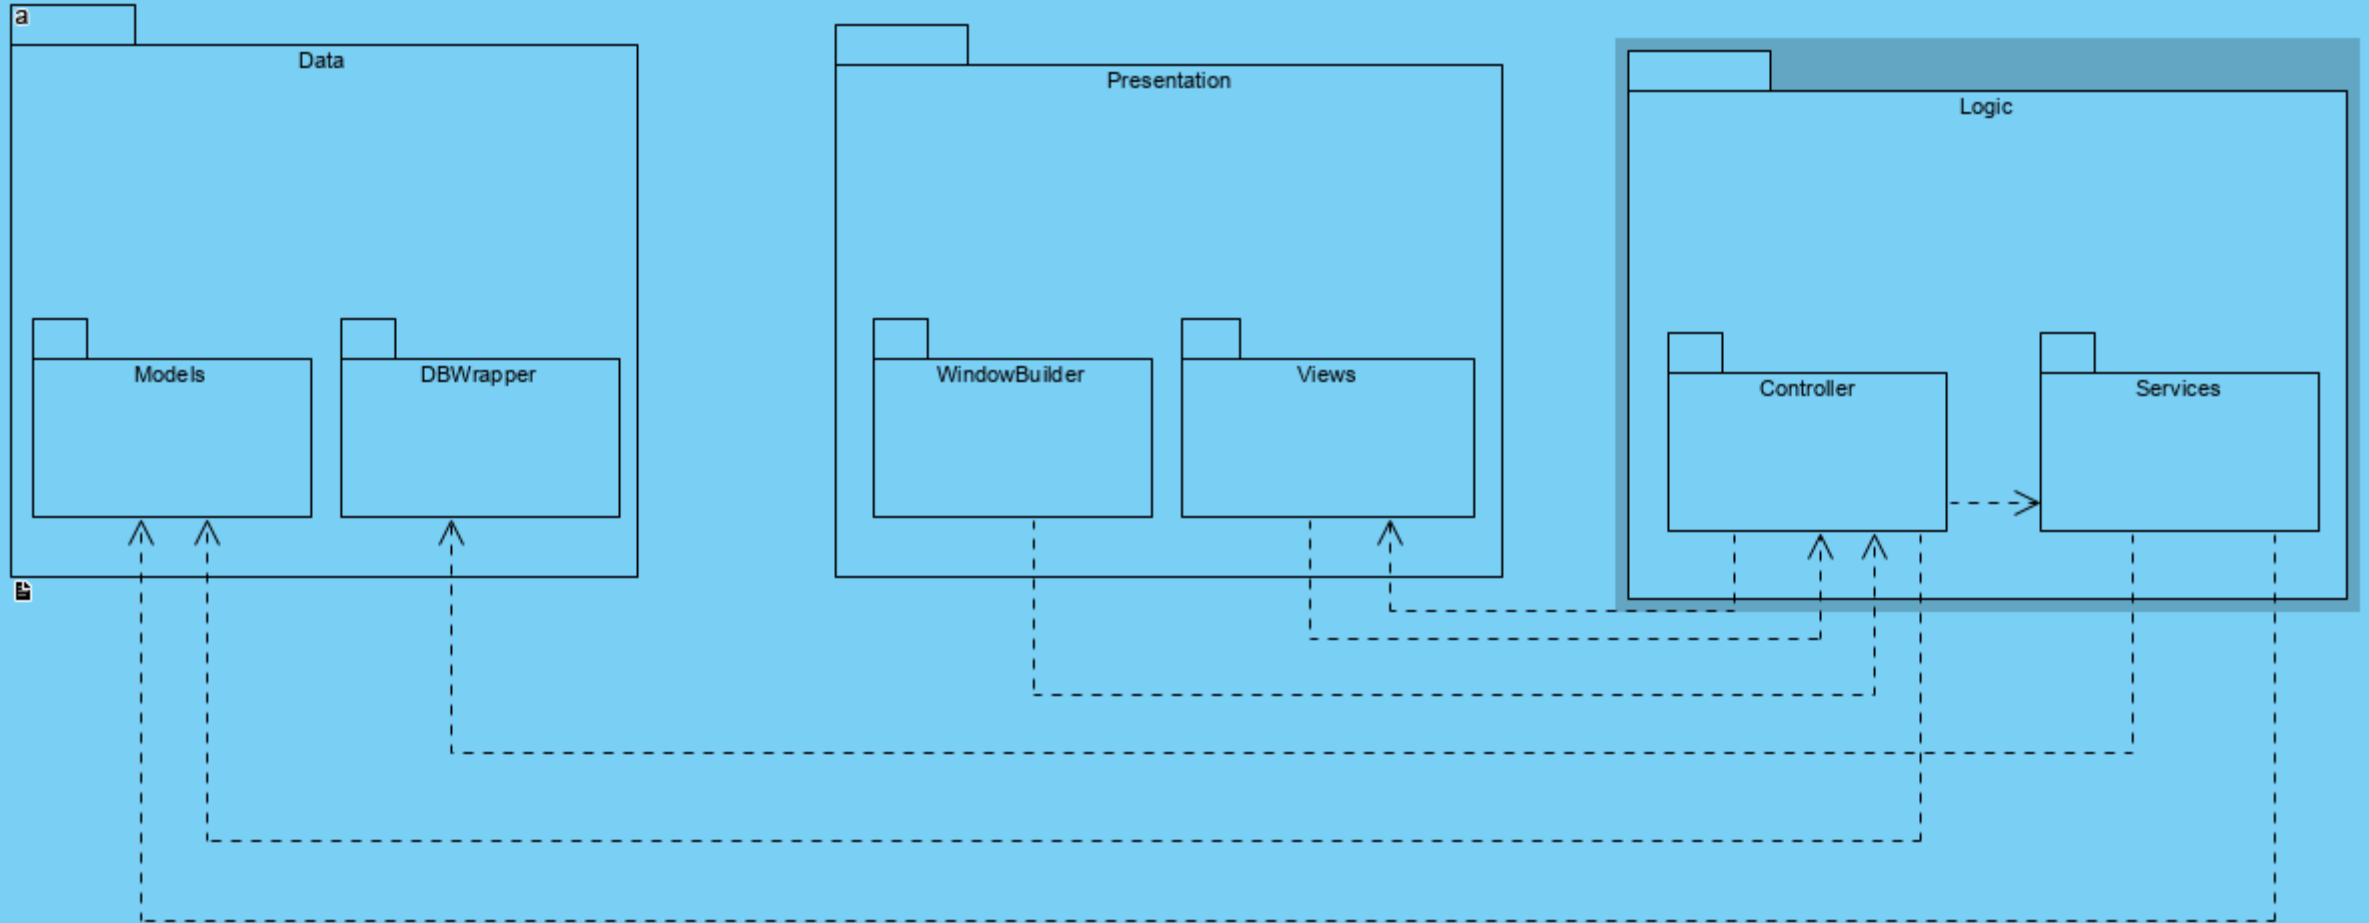 a
Data
Presentation
Logic
Models
DBWrapper
WindowBuilder
Views
Controller
Services